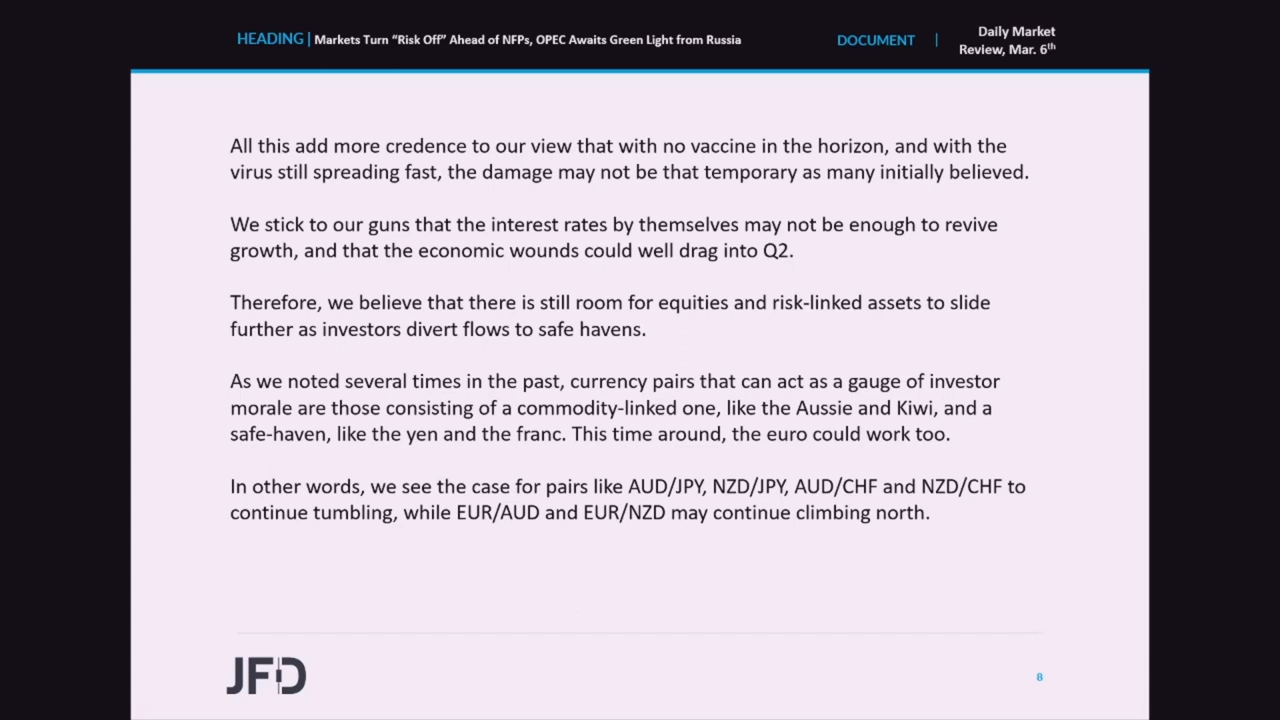 HEADING | Markets Turn “Risk Off” Ahead of NFPs, OPEC Awaits Green Light from Russia
DOCUMENT |
Daily Market
Review, Mar. 6th
All this add more credence to our view that with no vaccine in the horizon, and with the
virus still spreading fast, the damage may not be that temporary as many initially believed.
We stick to our guns that the interest rates by themselves may not be enough to revive
growth, and that the economic wounds could well drag into Q2.
Therefore, we believe that there is still room for equities and risk-linked assets to slide
further as investors divert flows to safe havens.
As we noted several times in the past, currency pairs that can act as a gauge of investor
morale are those consisting of a commodity-linked one, like the Aussie and Kiwi, and a
safe-haven, like the yen and the franc. This time around, the euro could work too.
In other words, we see the case for pairs like AUD/JPY, NZD/JPY, AUD/CHF and NZD/CHF to
continue tumbling, while EUR/AUD and EUR/NZD may continue climbing north.
JFD
8